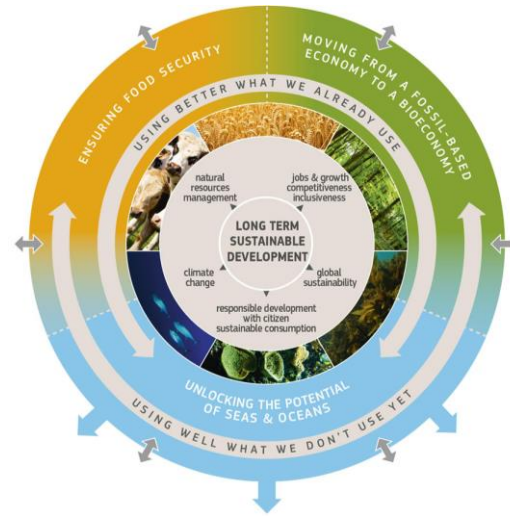 ENSURING FOOD SECURITY
MOVING FROM A FOSSIL-BASED
ECONOMY TO A BIOECONOMY
USING BETTER WHAT WE ALREADY USE
natural
resources
management
jobs & growth
competitiveness
inclusiveness
LONG TERM
SUSTAINABLE
DEVELOPMENT
climate
change
global
sustainability
responsible development
with citizen
sustainable consumption
UNLOCKING THE POTENTIAL
OF SEAS & OCEANS
USING WELL WHAT WE DON'T USE YET